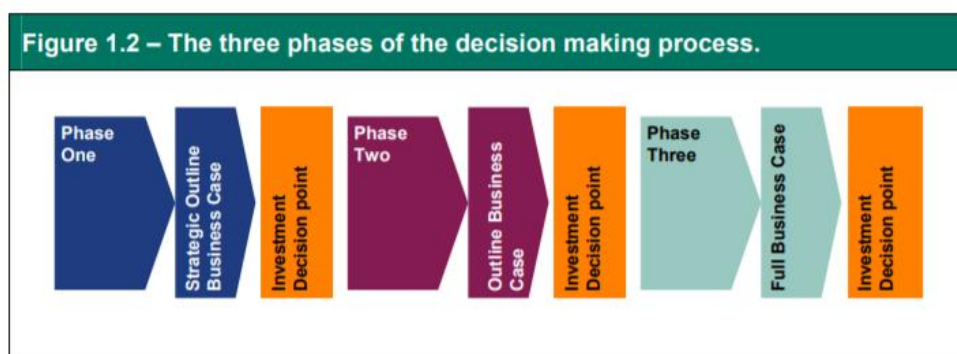 Figure 1.2 – The three phases of the decision making process.
Phase
One
Strategic Outline
Business Case
Investment
Decision point
Phase
Two
Outline Business
Case
Investment
Decision point
Phase
Three
Full Business Case
Investment
Decision point